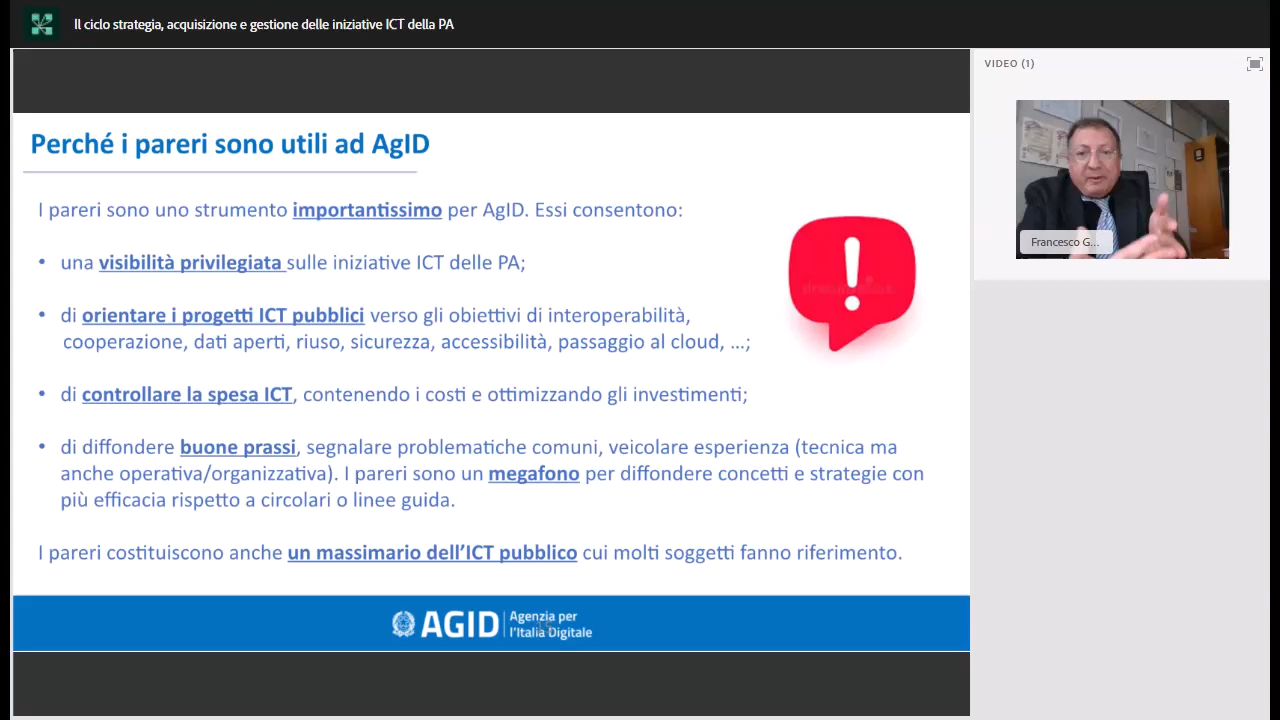 Il ciclo strategia, acquisizione e gestione delle iniziative ICT della PA
VIDEO (1)
Francesco G...
Perché i pareri sono utili ad AgID
I pareri sono uno strumento importantissimo per AgID. Essi consentono:
• una visibilità privilegiata sulle iniziative ICT delle PA;
• di orientare i progetti ICT pubblici verso gli obiettivi di interoperabilità,
cooperazione, dati aperti, riuso, sicurezza, accessibilità, passaggio al cloud, ...;
• di controllare la spesa ICT, contenendo i costi e ottimizzando gli investimenti;
• di diffondere buone prassi, segnalare problematiche comuni, veicolare esperienza (tecnica ma
anche operativa/organizzativa). I pareri sono un megafono per diffondere concetti e strategie con
più efficacia rispetto a circolari o linee guida.
I pareri costituiscono anche un massimario dell'ICT pubblico cui molti soggetti fanno riferimento.
AGID
Agenzia per
l'Italia Digitale